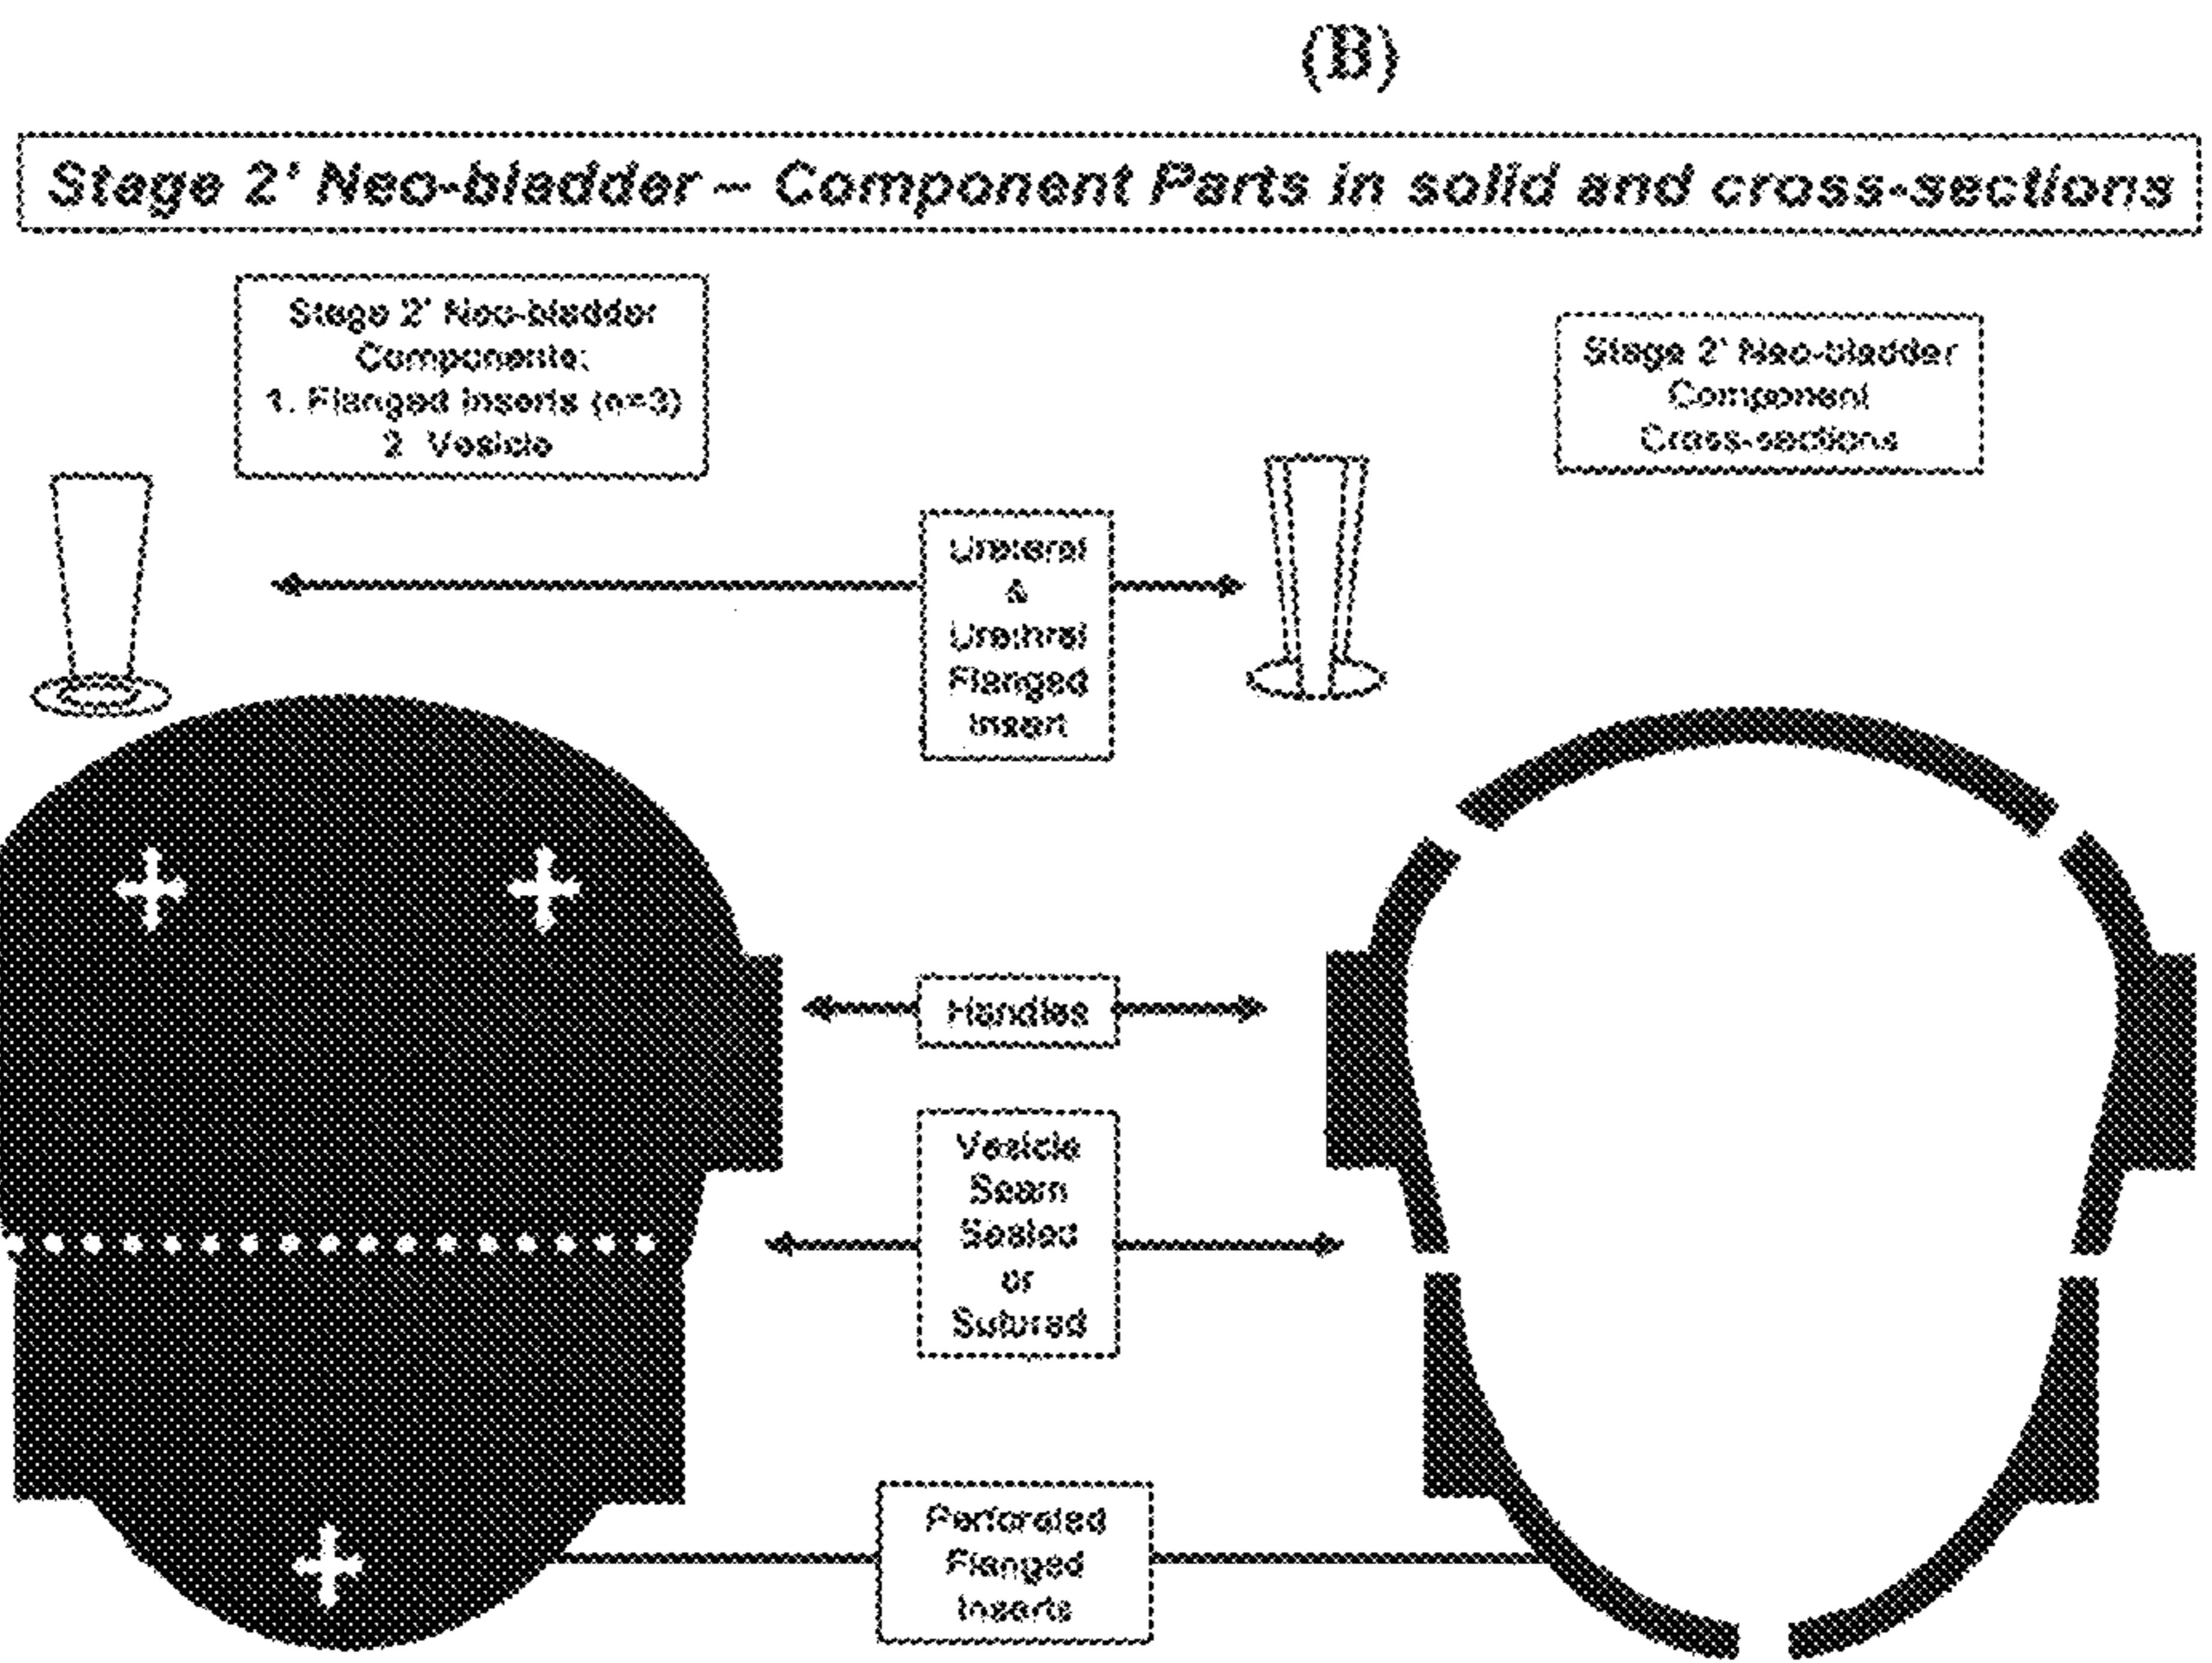 (B)
Stage 2' Neo-bladder – Component Parts in solid and cross-sections
Stage 2' Neo-bladder
Components:
1. Flanged Inserts (n=3)
2. Vesicle
Stage 2' Neo-bladder
Component
Cross-sections
Ureteral
&
Urethral
Flanged
Insert
Handles
Vesicle
Seam
Sealed
or
Sutured
Perforated
Flanged
Inserts